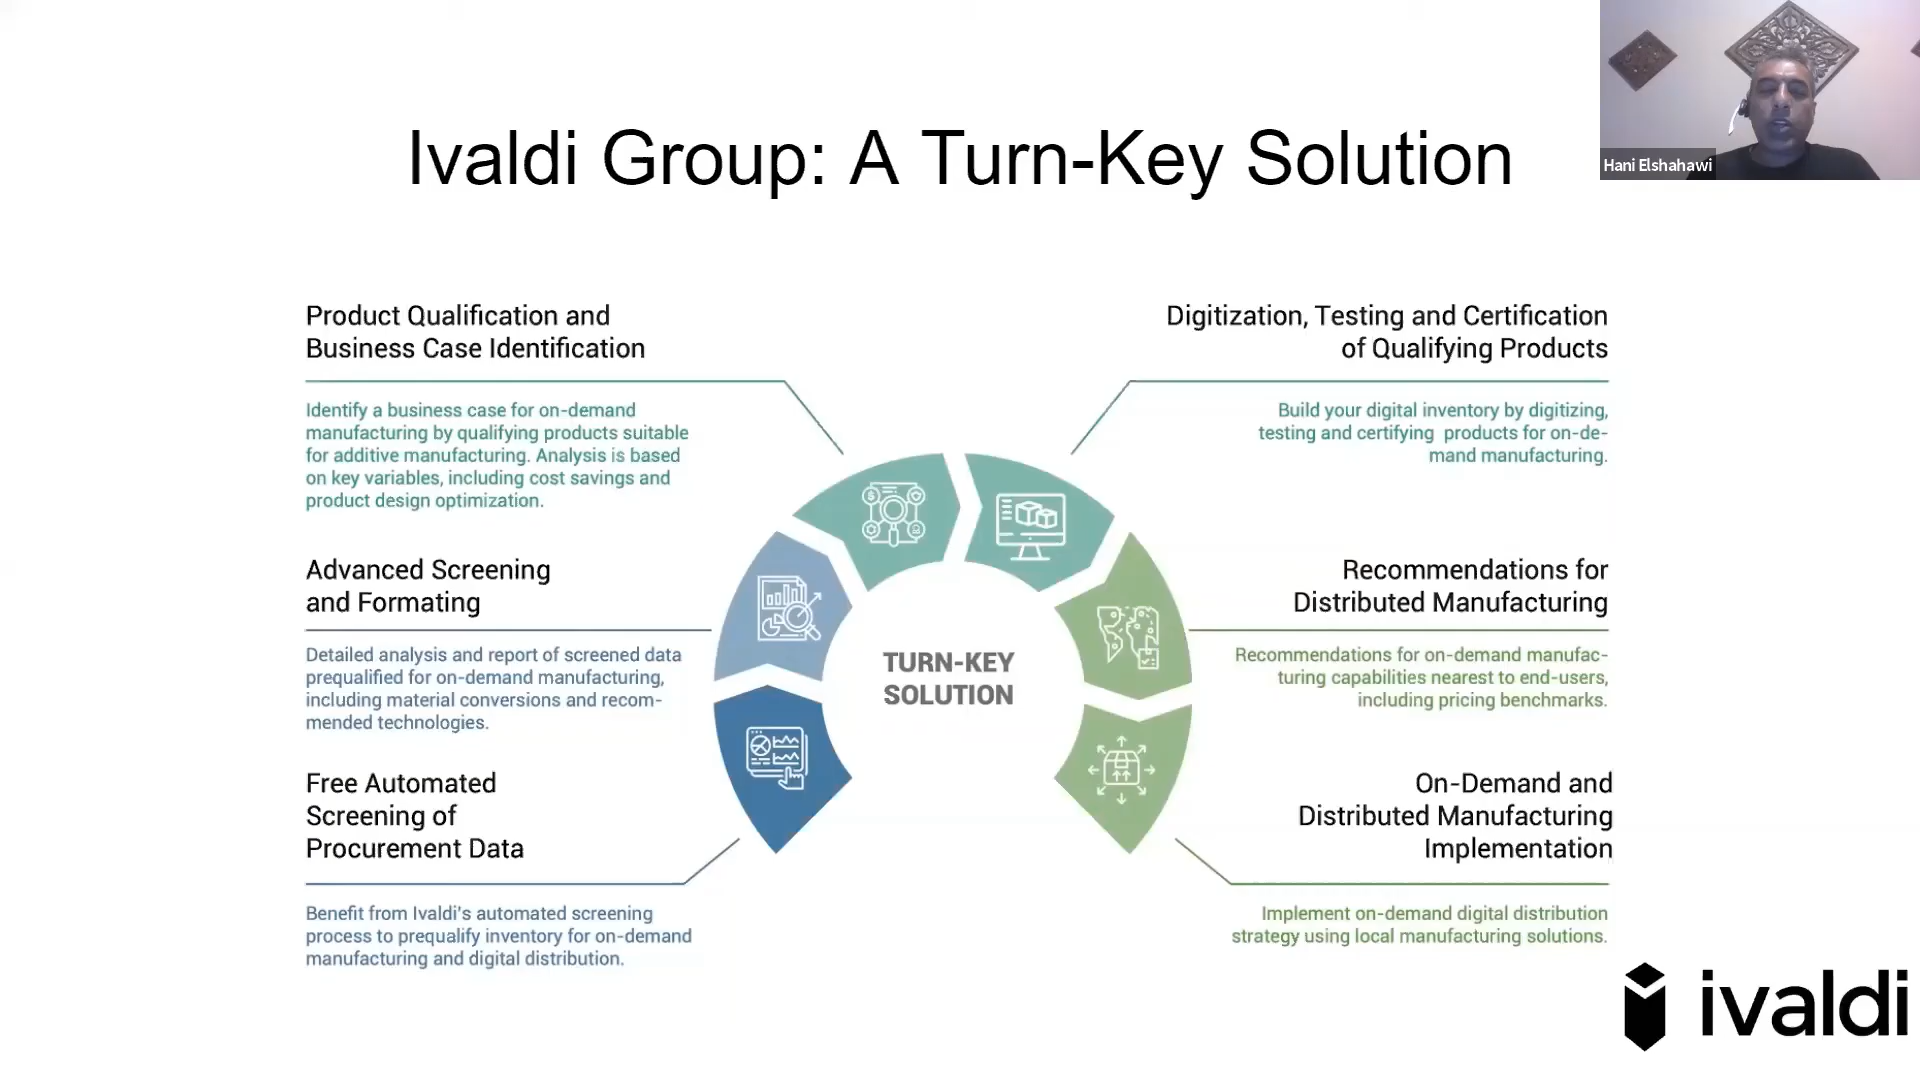 Ivaldi Group: A Turn-Key Solution
Hani Elshahawi
Product Qualification and
Business Case Identification
Identify a business case for on-demand
manufacturing by qualifying products suitable
for additive manufacturing. Analysis is based
on key variables, including cost savings and
product design optimization.
Advanced Screening
and Formating
Detailed analysis and report of screened data
prequalified for on-demand manufacturing,
including material conversions and recom-
mended technologies.
Free Automated
Screening of
Procurement Data
Benefit from Ivaldi's automated screening
process to prequalify inventory for on-demand
manufacturing and digital distribution.
TURN-KEY
SOLUTION
Digitization, Testing and Certification
of Qualifying Products
Build your digital inventory by digitizing,
testing and certifying products for on-de-
mand manufacturing.
Recommendations for
Distributed Manufacturing
Recommendations for on-demand manufac-
turing capabilities nearest to end-users,
including pricing benchmarks.
On-Demand and
Distributed Manufacturing
Implementation
Implement on-demand digital distribution
strategy using local manufacturing solutions.
ivaldi